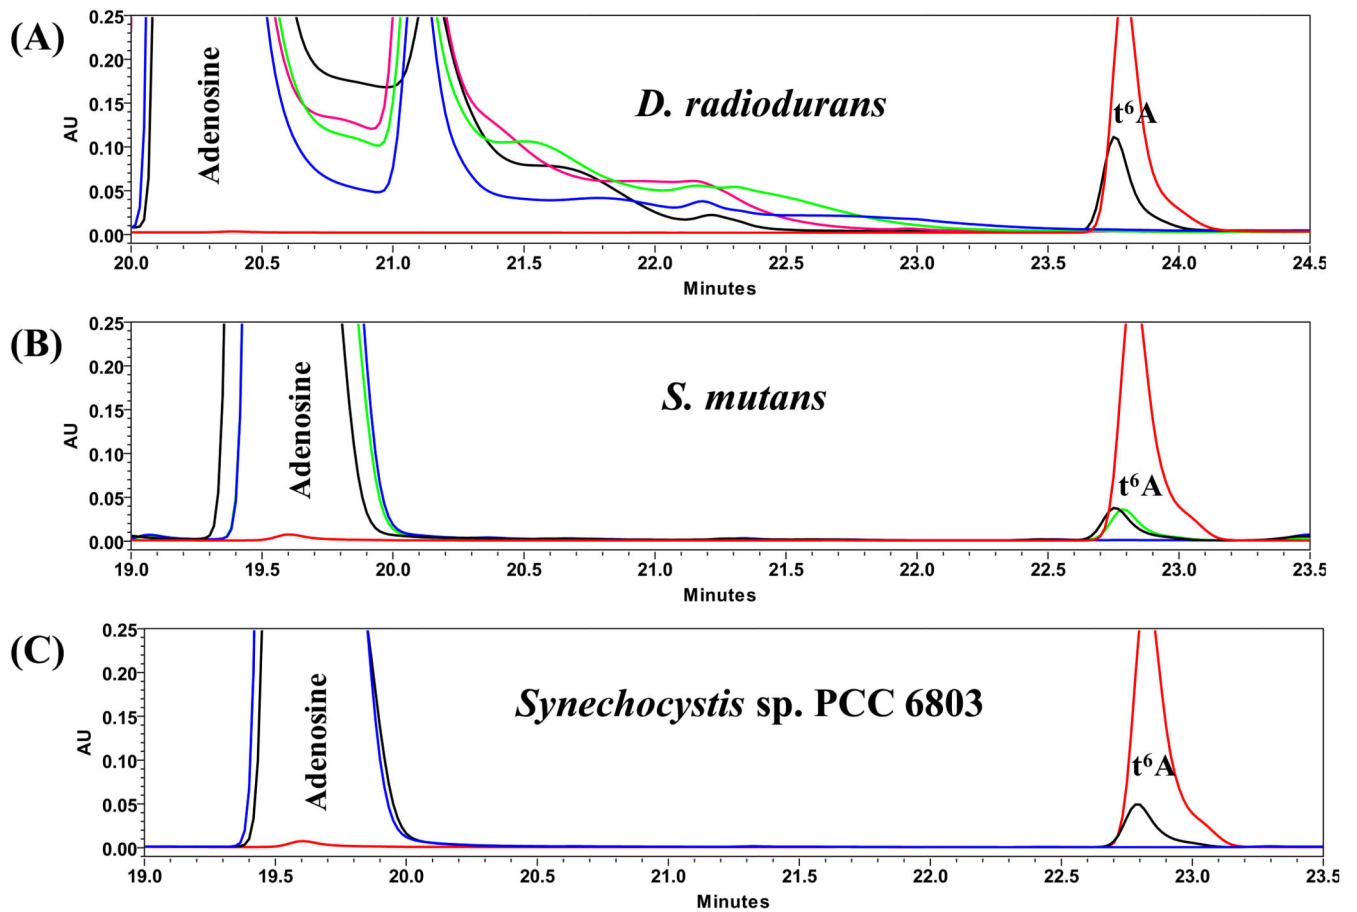 (A)
0.25
0.20
0.15
0.10
0.05
0.00
AU
Adenosine
D. radiodurans
t⁶A
20.0 20.5 21.0 21.5 22.0 22.5 23.0 23.5 24.0 24.5
Minutes
(B)
0.25
0.20
0.15
0.10
0.05
0.00
AU
Adenosine
S. mutans
t⁶A
19.0 19.5 20.0 20.5 21.0 21.5 22.0 22.5 23.0 23.5
Minutes
(C)
0.25
0.20
0.15
0.10
0.05
0.00
AU
Adenosine
Synechocystis sp. PCC 6803
t⁶A
19.0 19.5 20.0 20.5 21.0 21.5 22.0 22.5 23.0 23.5
Minutes